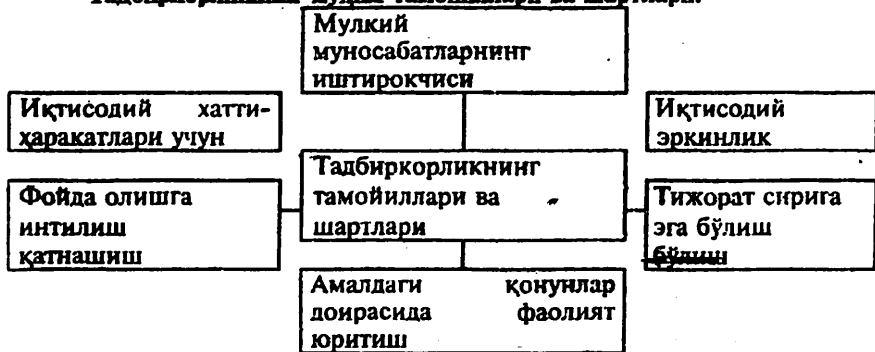 Мулкий
муносабатларнинг
иштирокчиси
Иқтисодий хатти-
ҳаракатлари учун
Иқтисодий
эркинлик
Тадбиркорликнинг
тамойиллари ва
шартлари
Фойда олишга
интилиш
қатнашиш
Тижорат сирига
эга бўлиш
бўлиш
Амалдаги қонунлар
доирасида фаолият
юритиш